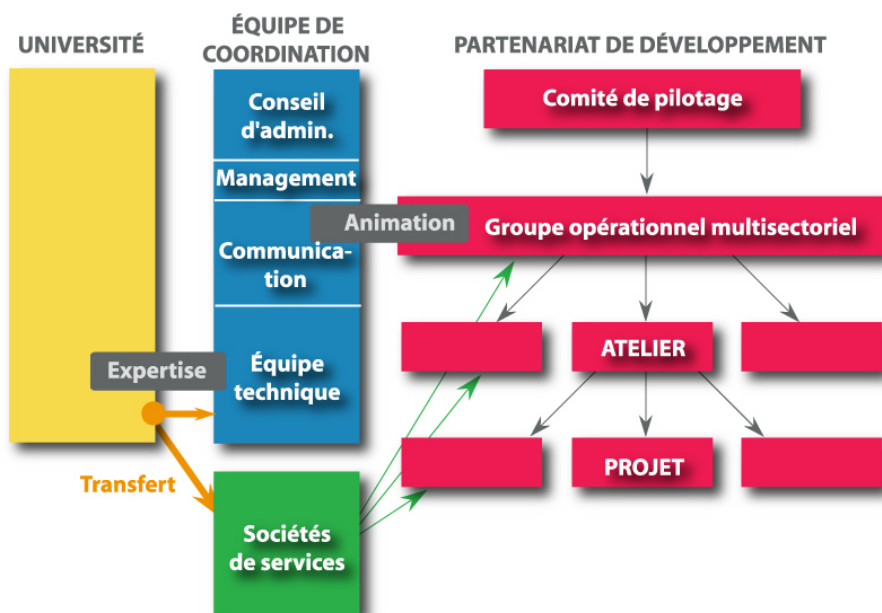 UNIVERSITÉ
ÉQUIPE DE
COORDINATION
PARTENARIAT DE DÉVELOPPEMENT
Conseil
d'admin.
Management
Communica-
tion
Équipe
technique
Comité de pilotage
Animation
Groupe opérationnel multisectoriel
ATELIER
PROJET
Expertise
Transfert
Sociétés
de services